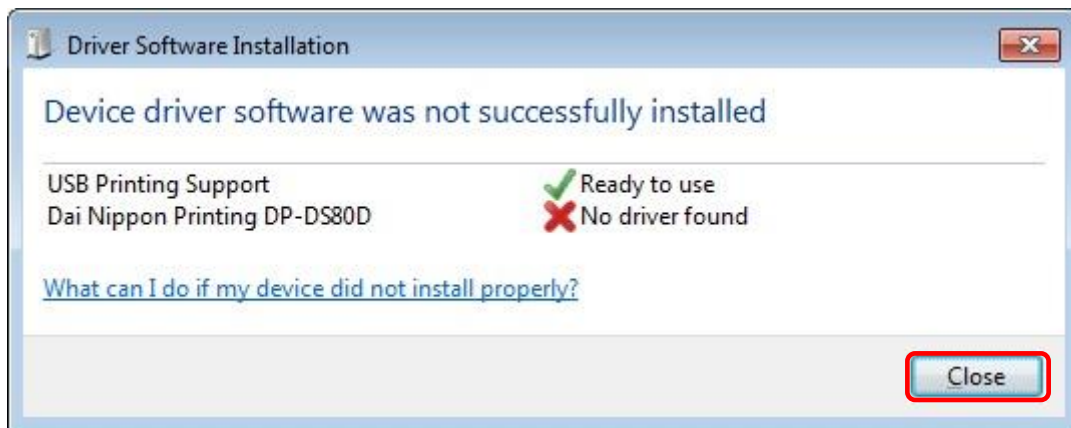 Driver Software Installation
Device driver software was not successfully installed
USB Printing Support Ready to use
Dai Nippon Printing DP-DS80D No driver found
What can I do if my device did not install properly?
Close